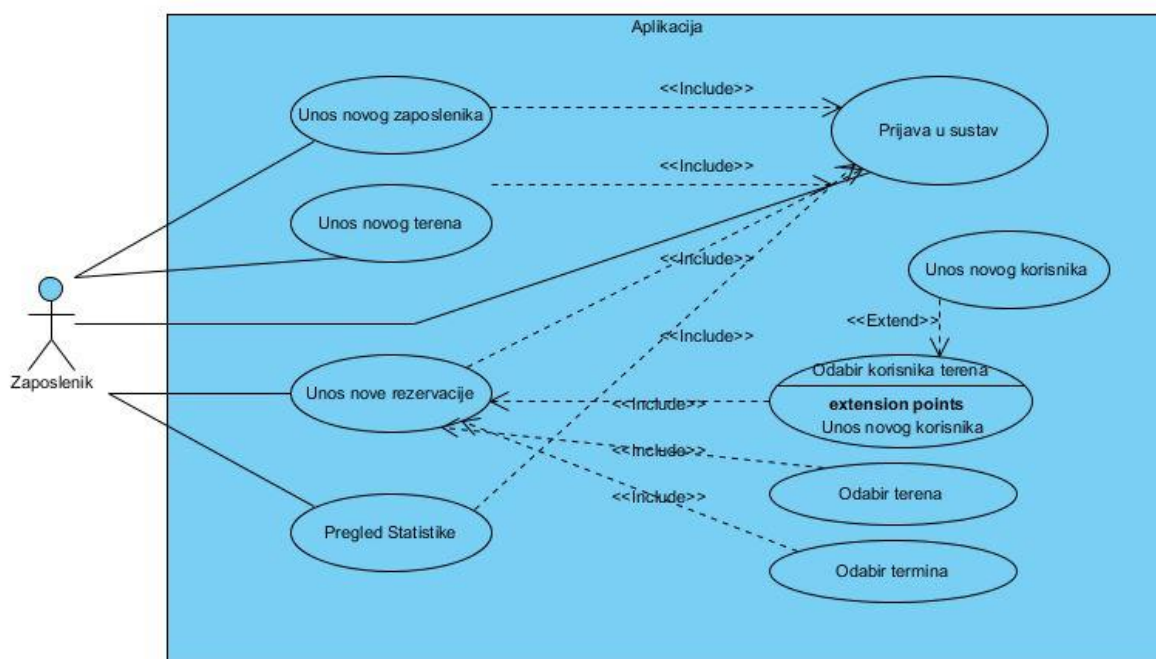 Aplikacija
<<Include>>
Unos novog zaposlenika
Prijava u sustav
<<Include>>
Unos novog terena
<<Include>>
Unos novog korisnika
<<Extend>>
<<Include>>
Zaposlenik
Unos nove rezervacije
Odabir korisnika terena
<<Include>>
extension points
Unos novog korisnika
<<Include>>
Odabir terena
<<Include>>
Pregled Statistike
Odabir termina